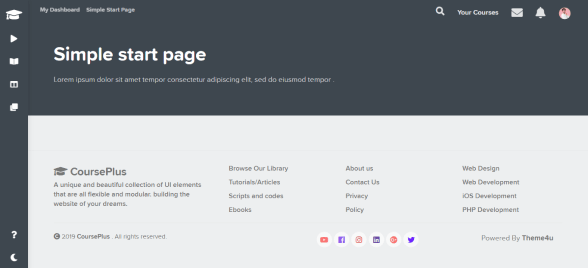 My Dashboard Simple Start Page
Your Courses
Simple start page
Lorem ipsum dolor sit amet tempor consectetur adipiscing elit, sed do eiusmod tempor .
CoursePlus
A unique and beautiful collection of UI elements
that are all flexible and modular. building the
website of your dreams.
Browse Our Library
Tutorials/Articles
Scripts and codes
Ebooks
About us
Contact Us
Privacy
Policy
Web Design
Web Development
iOS Development
PHP Development
© 2019 CoursePlus . All rights reserved.
Powered By Theme4u
?